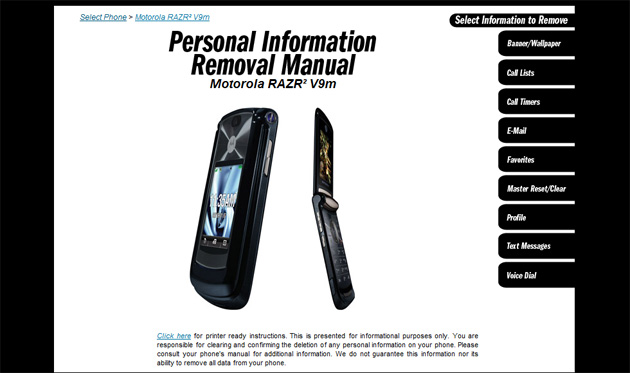 Select Phone > Motorola RAZR² V9m
Select Information to Remove
Personal Information
Removal Manual
Motorola RAZR² V9m
Banner/Wallpaper
Call Lists
Call Timers
E-Mail
Favorites
Master Reset/Clear
Profile
Text Messages
Voice Dial
Click here for printer ready instructions. This is presented for informational purposes only. You are
responsible for clearing and confirming the deletion of any personal information on your phone. Please
consult your phone's manual for additional information. We do not guarantee this information nor its
ability to remove all data from your phone.